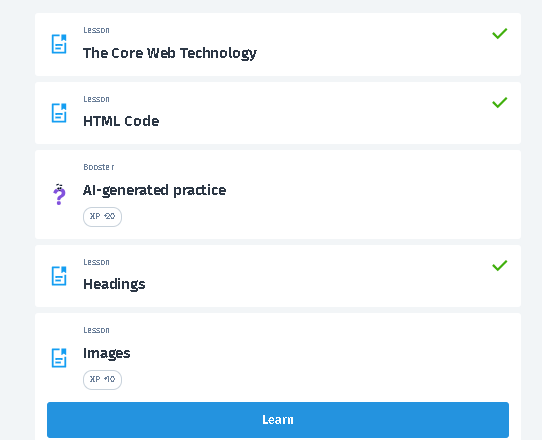 Lesson
The Core Web Technology
Lesson
HTML Code
Booster
AI-generated practice
XP +20
Lesson
Headings
Lesson
Images
XP +10
Learn